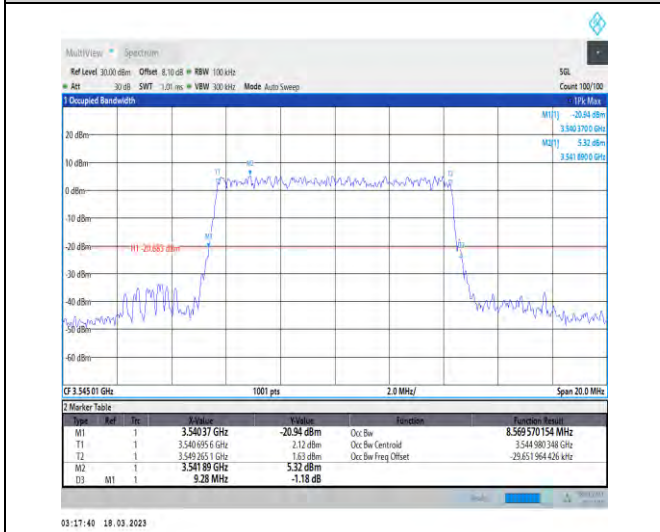 MultiView Spectrum
Ref Level 30.00 dBm Offset 8.10 dB RBW 100 kHz SGL
Att 30 dB SWT 1.01 ms VBW 300 kHz Mode Auto Sweep Count 100/100
1 Occupied Bandwidth 1Pk Max
M1[1] -20.94 dBm
3.540 370 0 GHz
M2[1] 5.32 dBm
3.541 890 0 GHz
20 dBm
10 dBm
M2
T1 T2
0 dBm
M1
-20 dBm H1 -20.683 dBm D3
-30 dBm
-40 dBm
-50 dBm
-60 dBm
CF 3.545 01 GHz 1001 pts 2.0 MHz/ Span 20.0 MHz
2 Marker Table
Type Ref Trc X-Value Y-Value Function Function Result
M1 1 3.540 37 GHz -20.94 dBm Occ Bw 8.569 570 154 MHz
T1 1 3.540 695 6 GHz 2.12 dBm Occ Bw Centroid 3.544 980 348 GHz
T2 1 3.549 265 1 GHz 1.63 dBm Occ Bw Freq Offset -29.651 964 426 kHz
M2 1 3.541 89 GHz 5.32 dBm
D3 M1 1 9.28 MHz -1.18 dB
03:17:40 18.03.2023